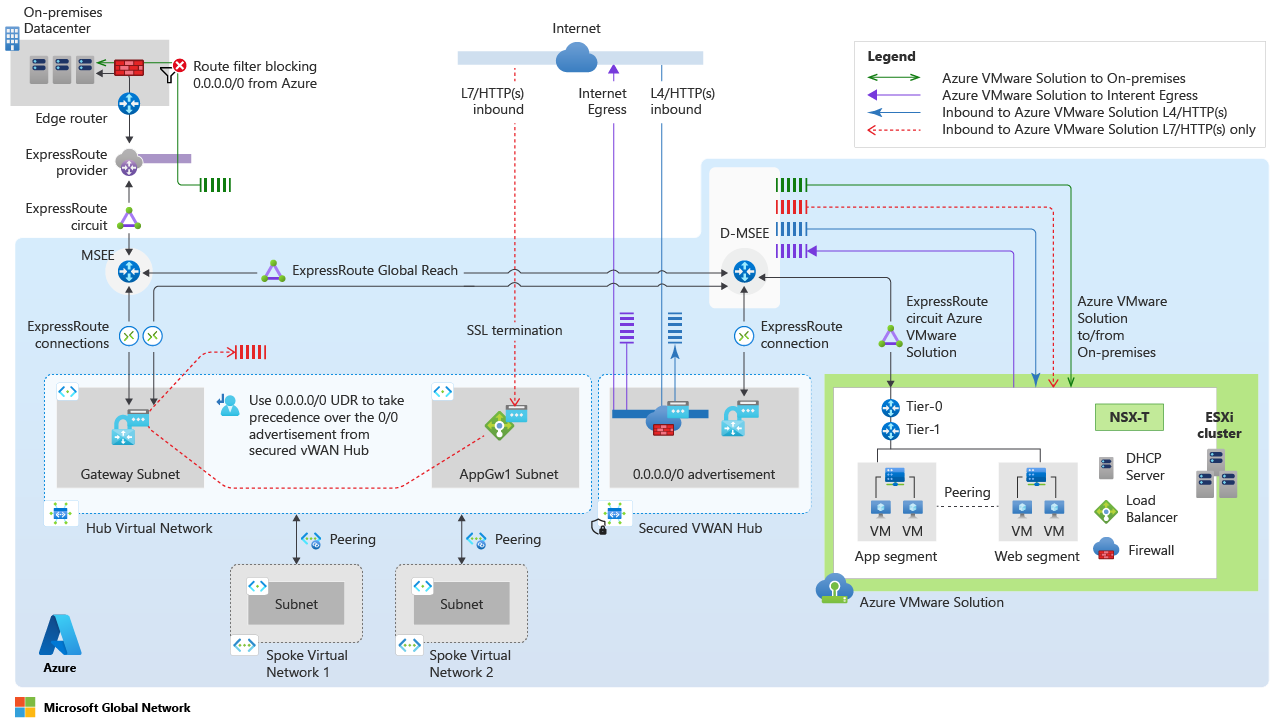 On-premises
Datacenter
Route filter blocking
0.0.0.0/0 from Azure
Edge router
ExpressRoute
provider
ExpressRoute
circuit
MSEE
Internet
L7/HTTP(s)
inbound
Internet
Egress
L4/HTTP(s)
inbound
Legend
Azure VMware Solution to On-premises
Azure VMware Solution to Interent Egress
Inbound to Azure VMware Solution L4/HTTP(s)
Inbound to Azure VMware Solution L7/HTTP(s) only
D-MSEE
ExpressRoute Global Reach
ExpressRoute
connections
SSL termination
ExpressRoute
connection
ExpressRoute
circuit Azure
VMware
Solution
Azure VMware
Solution
to/from
On-premises
Use 0.0.0.0/0 UDR to take
precedence over the 0/0
advertisement from
secured vWAN Hub
Gateway Subnet
AppGw1 Subnet
0.0.0.0/0 advertisement
Hub Virtual Network
Secured VWAN Hub
Tier-0
Tier-1
NSX-T
ESXi
cluster
DHCP
Server
Load
Balancer
Firewall
Peering
VM
VM
VM
VM
App segment
Web segment
Azure VMware Solution
Peering
Peering
Subnet
Subnet
Spoke Virtual
Network 1
Spoke Virtual
Network 2
Azure
Microsoft Global Network